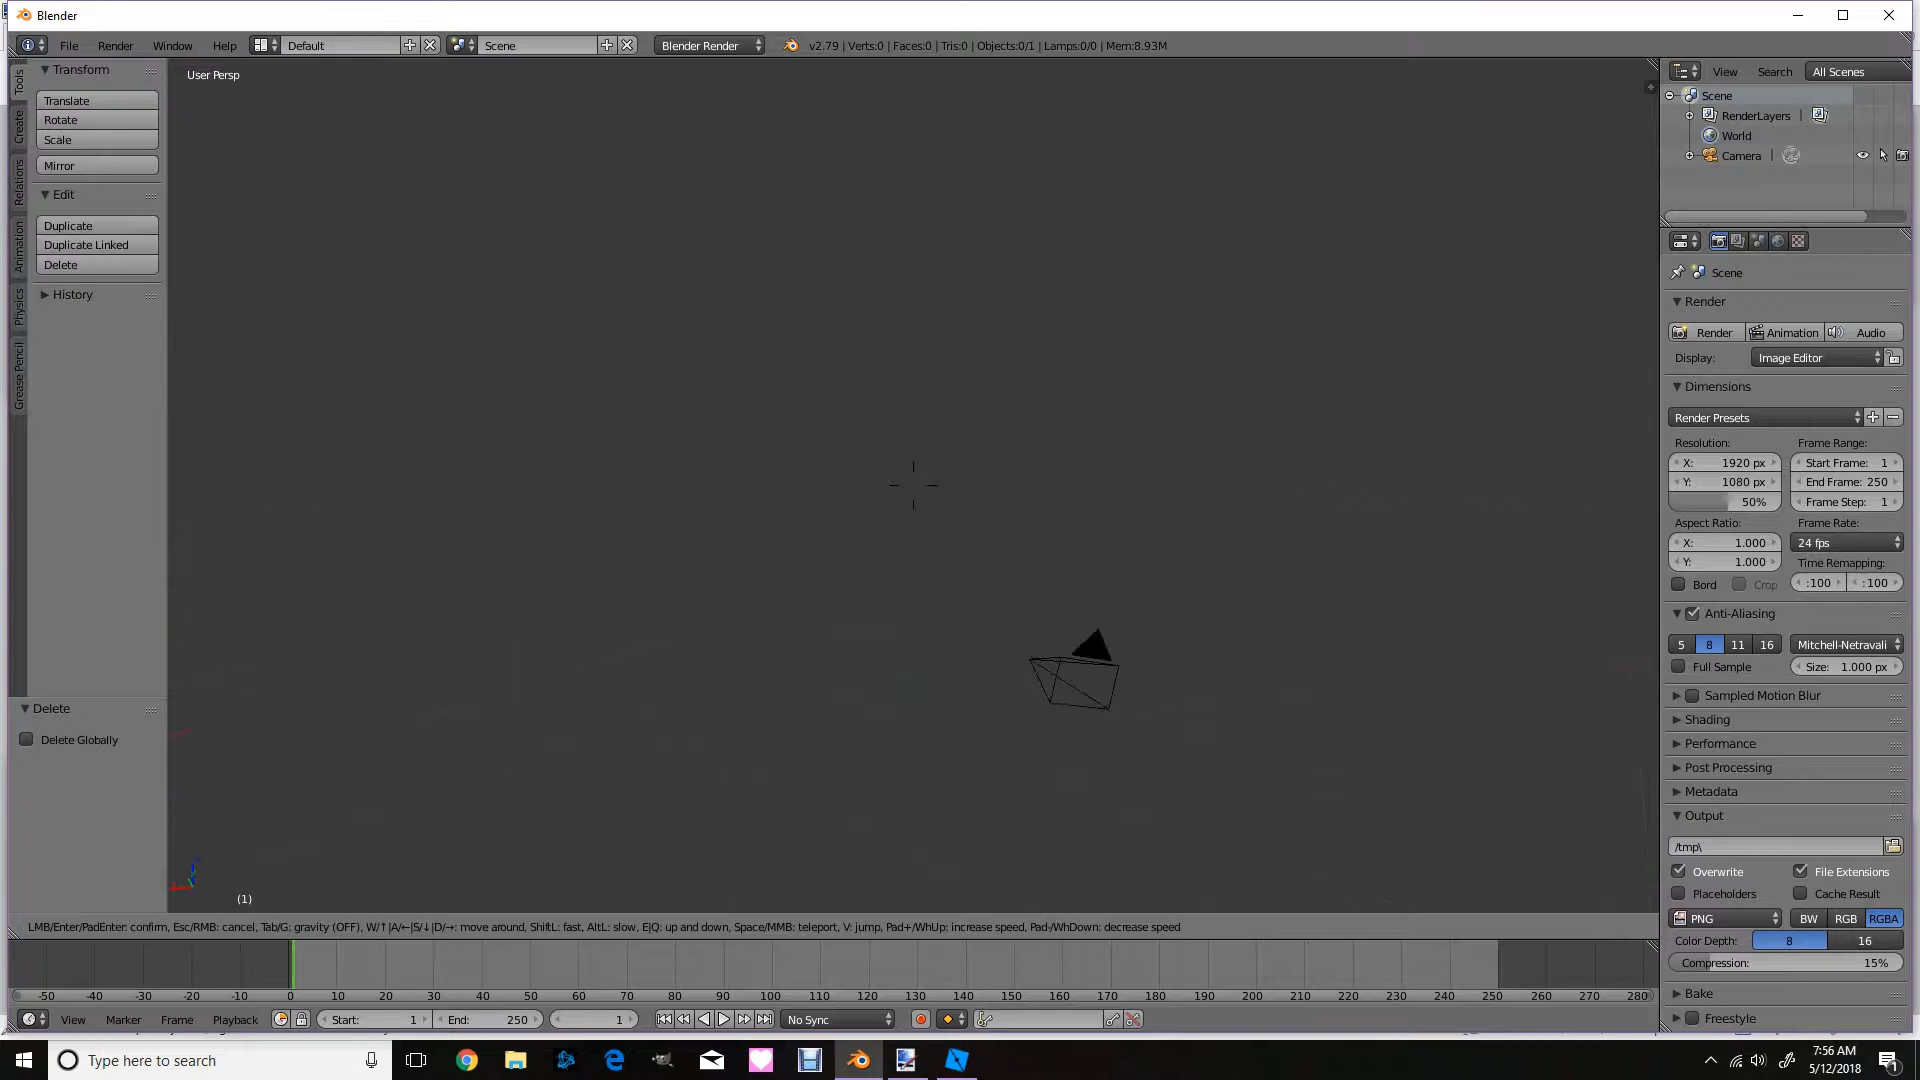 Blender
File Render Window Help Default Scene Blender Render v2.79 | Verts:0 | Faces:0 | Tris:0 | Objects:0/1 | Lamps:0/0 | Mem:8.93M
Tools
Create
Relations
Animation
Physics
Grease Pencil
Transform
Translate
Rotate
Scale
Mirror
Edit
Duplicate
Duplicate Linked
Delete
History
Delete
Delete Globally
User Persp
(1)
LMB/Enter/PadEnter: confirm, Esc/RMB: cancel, Tab/G: gravity (OFF), W/↑|A/←|S/↓|D/→: move around, ShiftL: fast, AltL: slow, E|Q: up and down, Space/MMB: teleport, V: jump, Pad+/WhUp: increase speed, Pad-/WhDown: decrease speed
-50 -40 -30 -20 -10 0 10 20 30 40 50 60 70 80 90 100 110 120 130 140 150 160 170 180 190 200 210 220 230 240 250 260 270 280
View Marker Frame Playback Start: 1 End: 250 1 No Sync
View Search All Scenes
Scene
RenderLayers |
World
Camera |
Scene
Render
Render Animation Audio
Display: Image Editor
Dimensions
Render Presets
Resolution: Frame Range:
X: 1920 px Start Frame: 1
Y: 1080 px End Frame: 250
50% Frame Step: 1
Aspect Ratio: Frame Rate:
X: 1.000 24 fps
Y: 1.000 Time Remapping:
Bord Crop :100 :100
Anti-Aliasing
5 8 11 16 Mitchell-Netravali
Full Sample Size: 1.000 px
Sampled Motion Blur
Shading
Performance
Post Processing
Metadata
Output
/tmp\
Overwrite File Extensions
Placeholders Cache Result
PNG BW RGB RGBA
Color Depth: 8 16
Compression: 15%
Bake
Freestyle
Type here to search
7:56 AM
5/12/2018
1